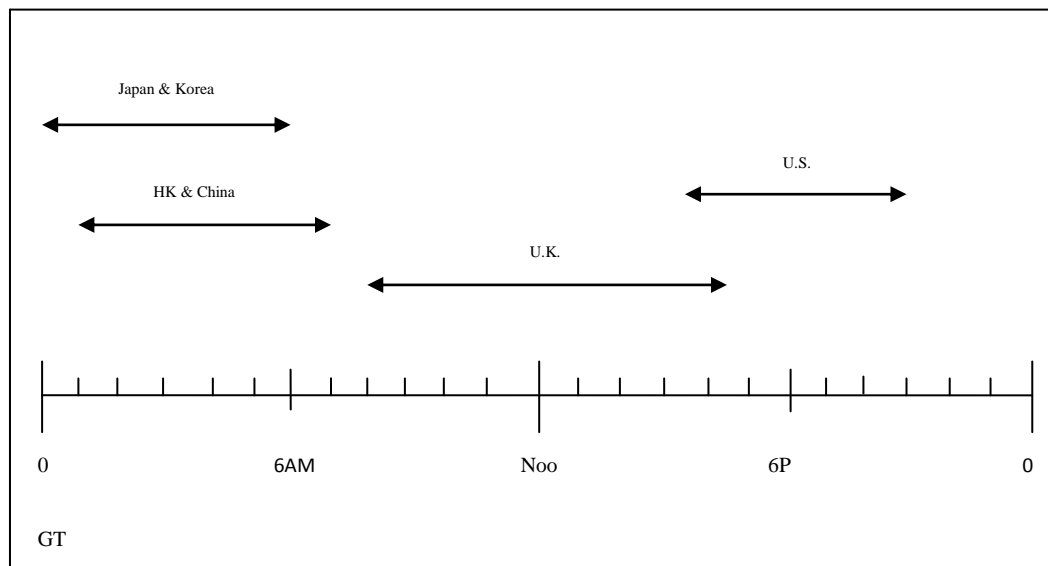 Japan & Korea
U.S.
HK & China
U.K.
0 6AM Noo 6P 0
GT